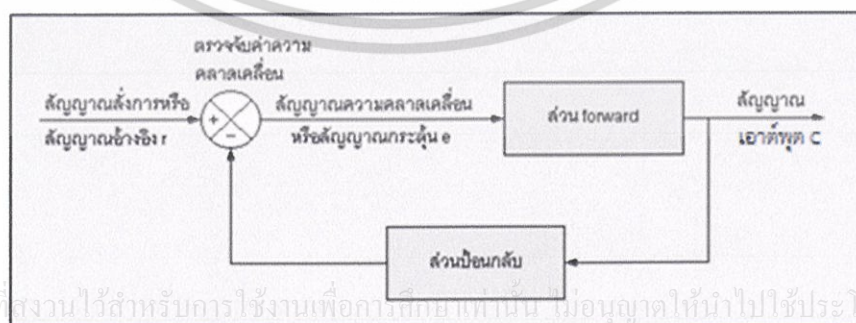 ตรวจจับค่าความ
คลาดเคลื่อน
สัญญาณสั่งการหรือ
สัญญาณอ้างอิง r
+
−
สัญญาณความคลาดเคลื่อน
หรือสัญญาณกระตุ้น e
ส่วน forward
สัญญาณ
เอาต์พุต C
ส่วนป้อนกลับ
สงวนไว้สำหรับการใช้งานเพื่อการศึกษาเท่านั้น ไม่อนุญาตให้นำไปใช้ประโ